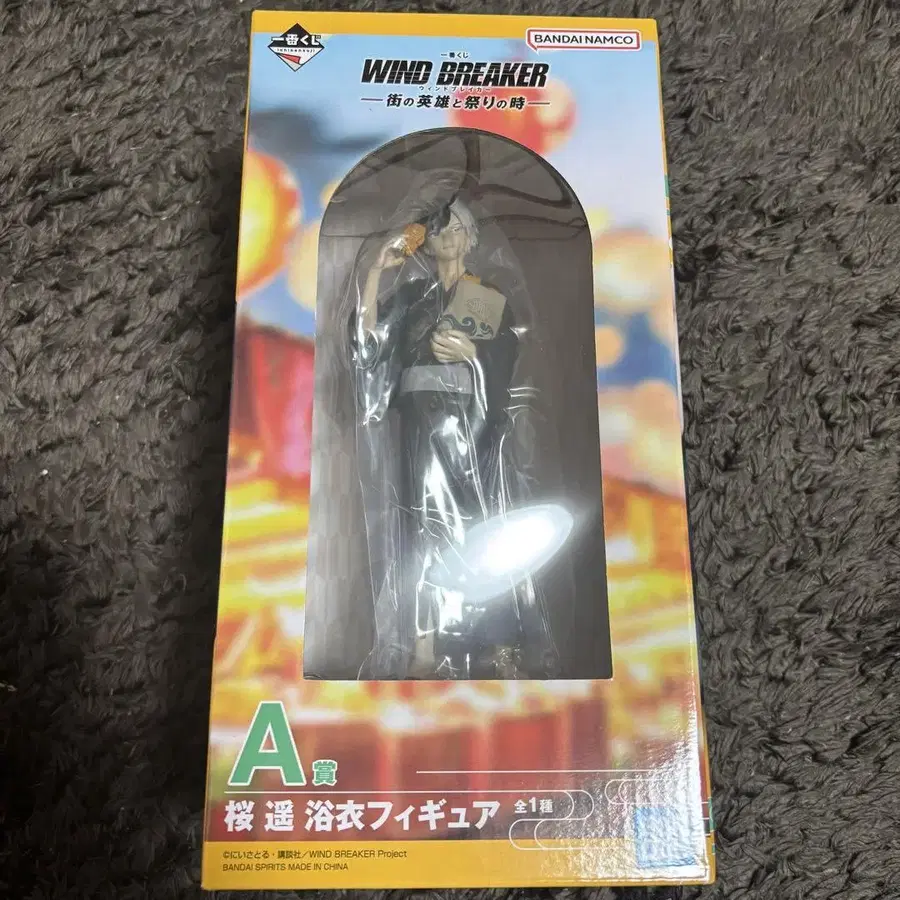 一番くじ
ichibankuji
BANDAI NAMCO
一番くじ
WIND BREAKER
ウィンドブレイカー
街の英雄と祭りの時
A賞
桜 遥 浴衣フィギュア 全1種
©にいさとる・講談社／WIND BREAKER Project
BANDAI SPIRITS MADE IN CHINA